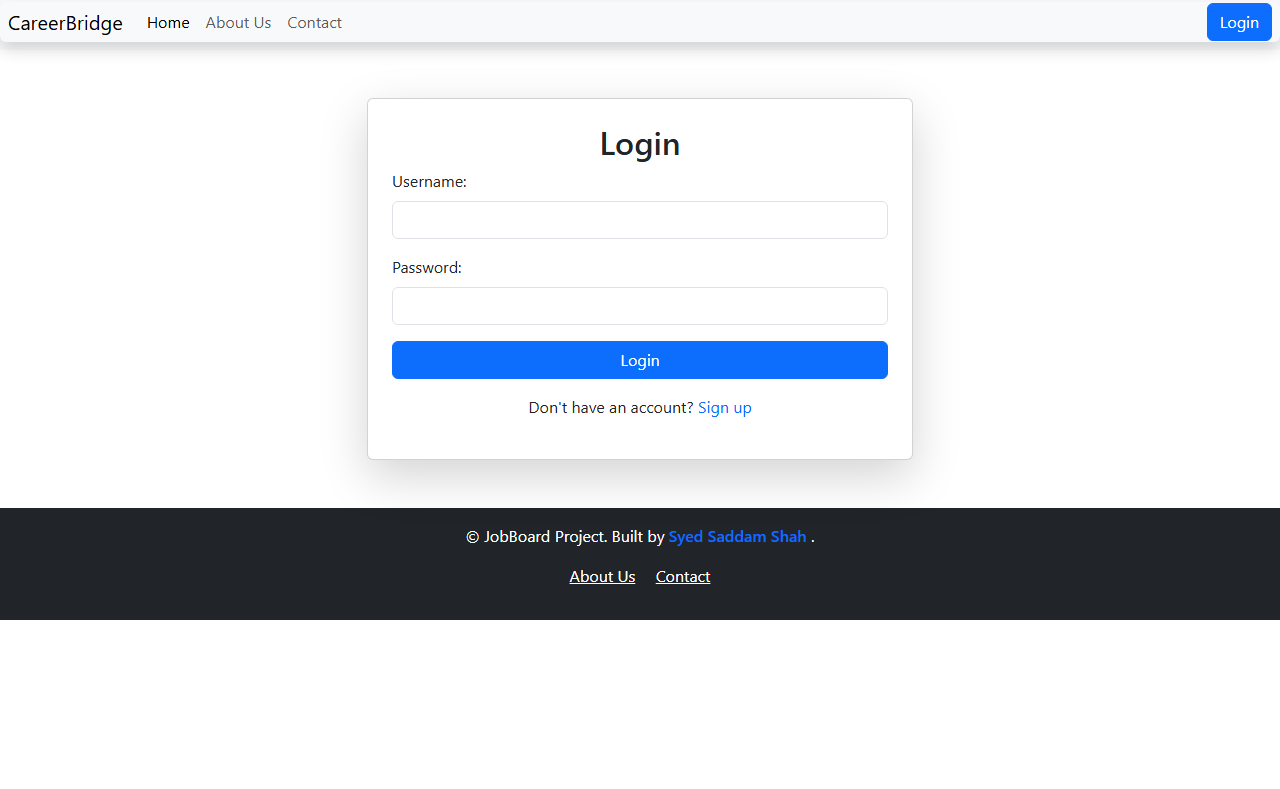 CareerBridge Home About Us Contact Login
Login
Username:
Password:
Login
Don't have an account? Sign up
© JobBoard Project. Built by Syed Saddam Shah .
About Us Contact